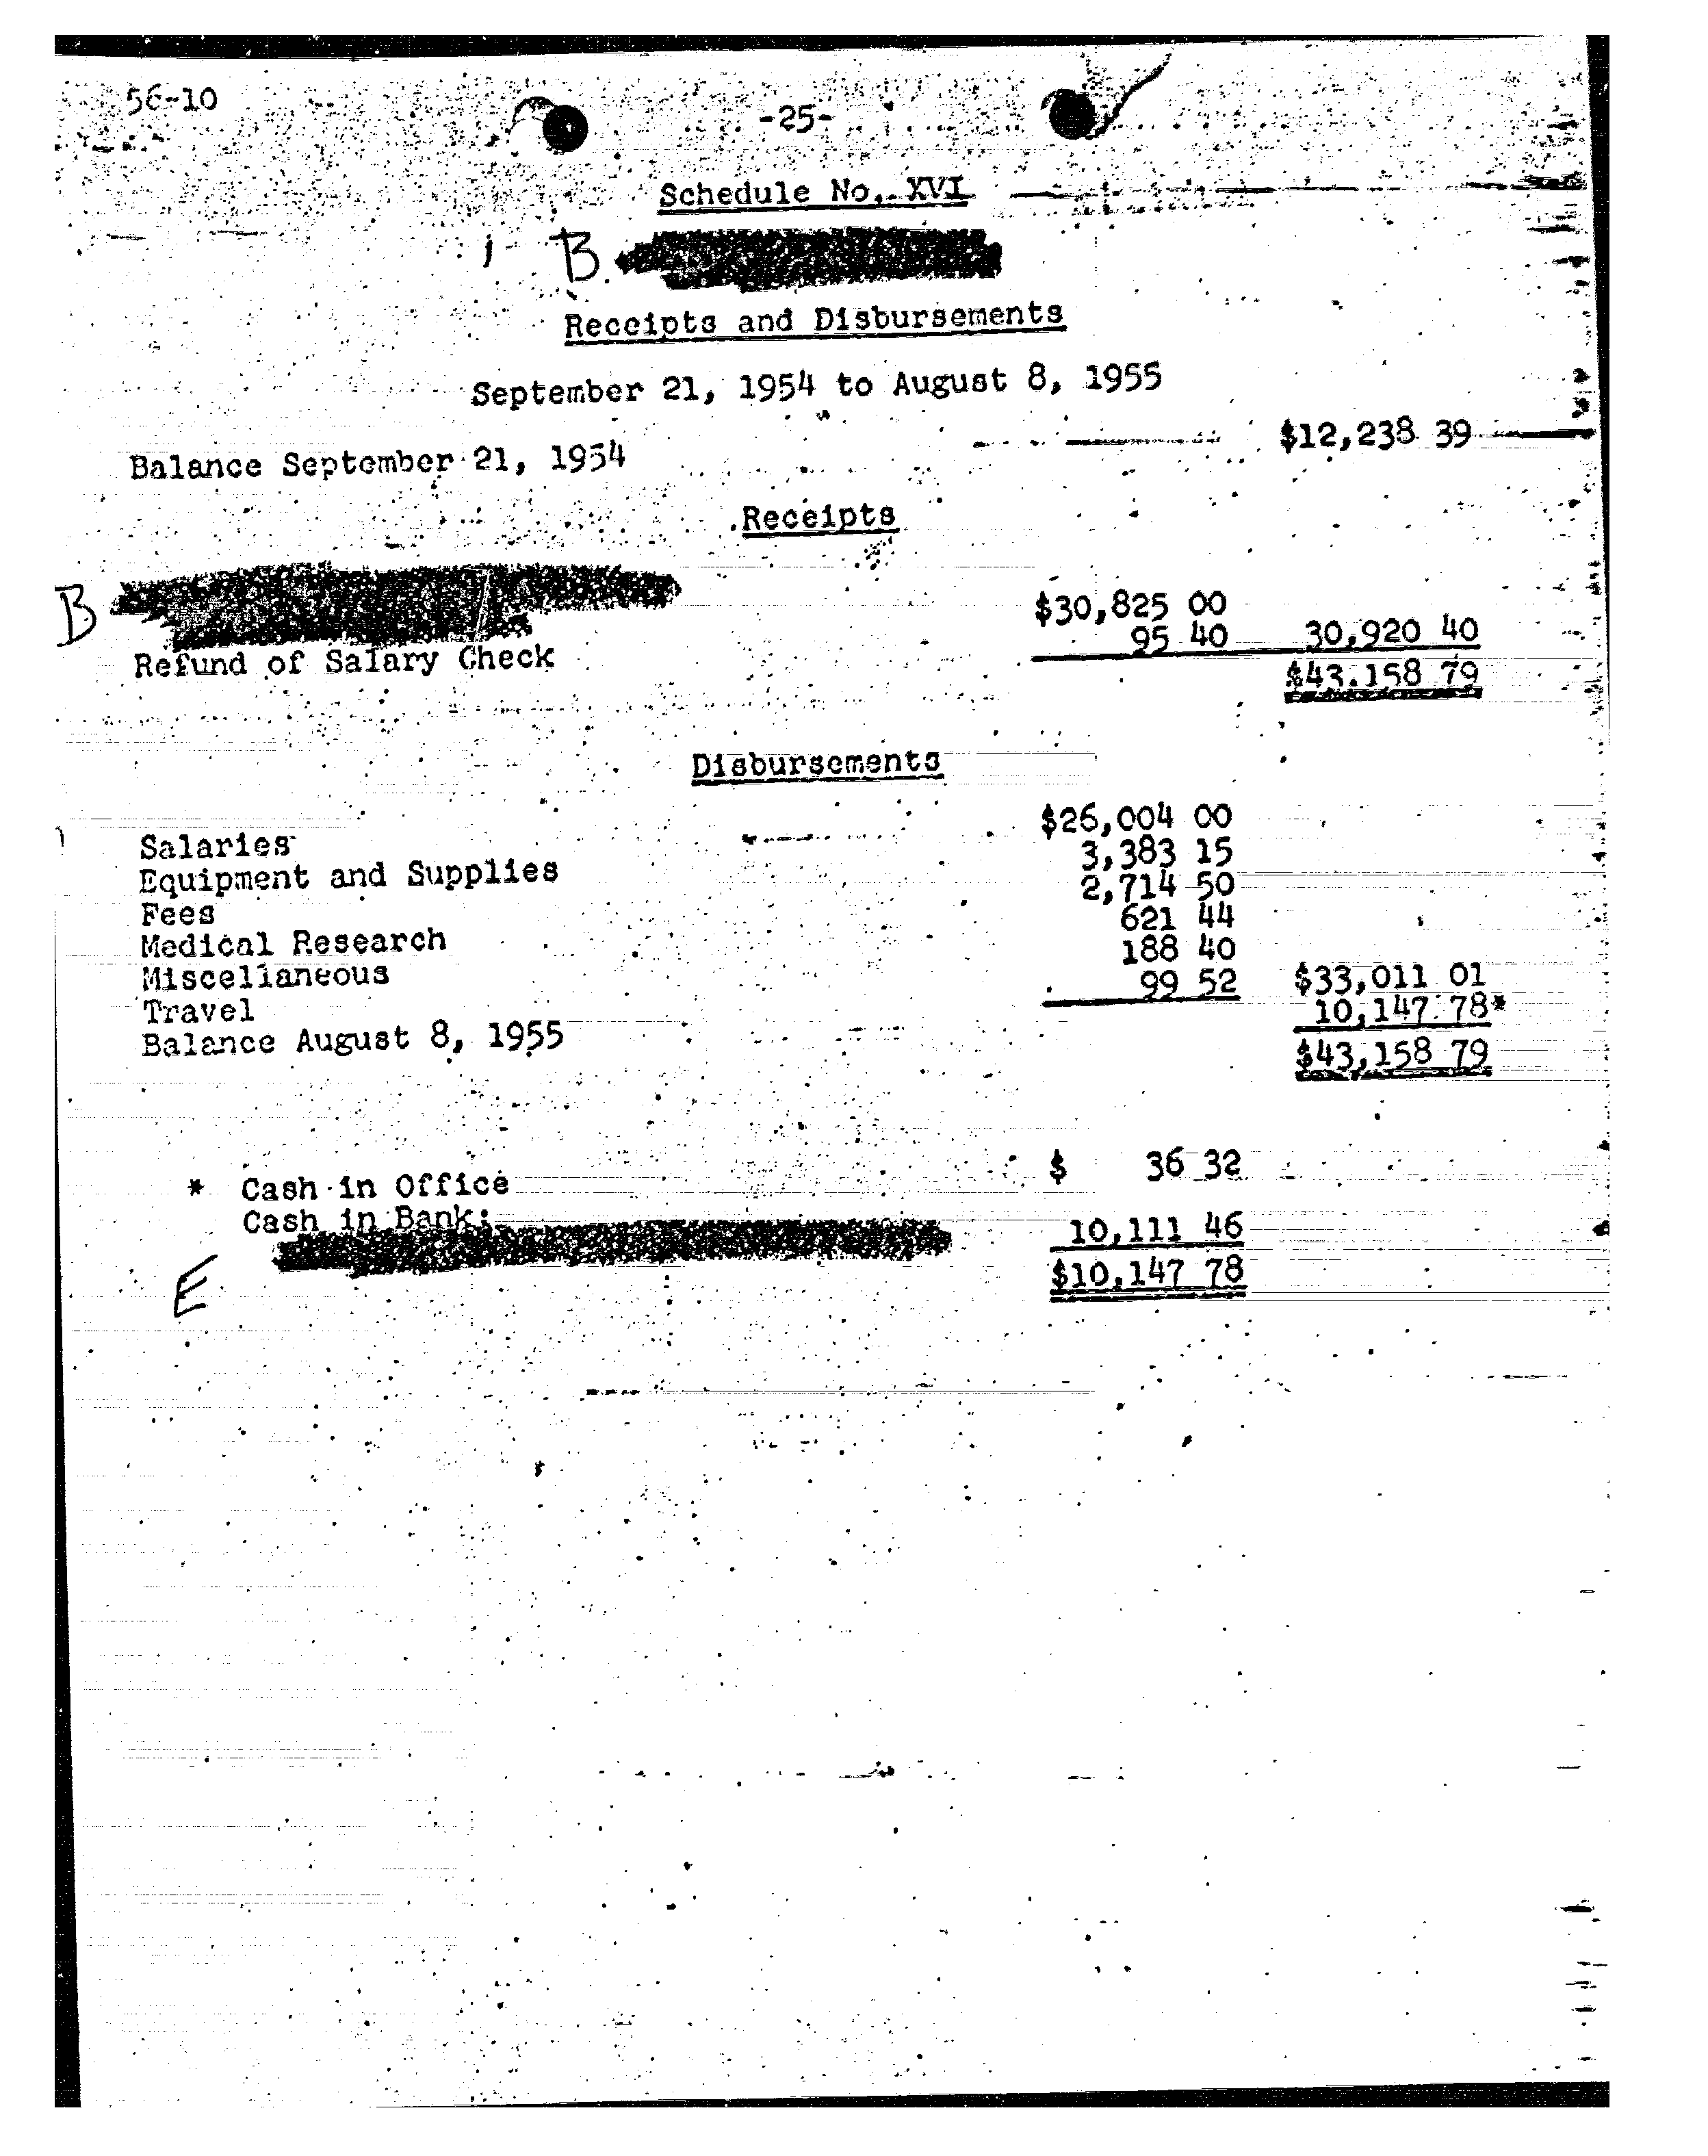 56-10
-25-
Schedule No. XVI
B
Receipts and Disbursements
September 21, 1954 to August 8, 1955
Balance September 21, 1954 $12,238 39
Receipts
B $30,825 00
Refund of Salary Check 95 40 30,920 40
$43,158 79
Disbursements
Salaries $26,004 00
Equipment and Supplies 3,383 15
Fees 2,714 50
Medical Research 621 44
Miscellaneous 188 40
Travel 99 52 $33,011 01
Balance August 8, 1955 10,147 78*
$43,158 79
* Cash in Office $ 36 32
Cash in Bank:
10,111 46
E $10,147 78